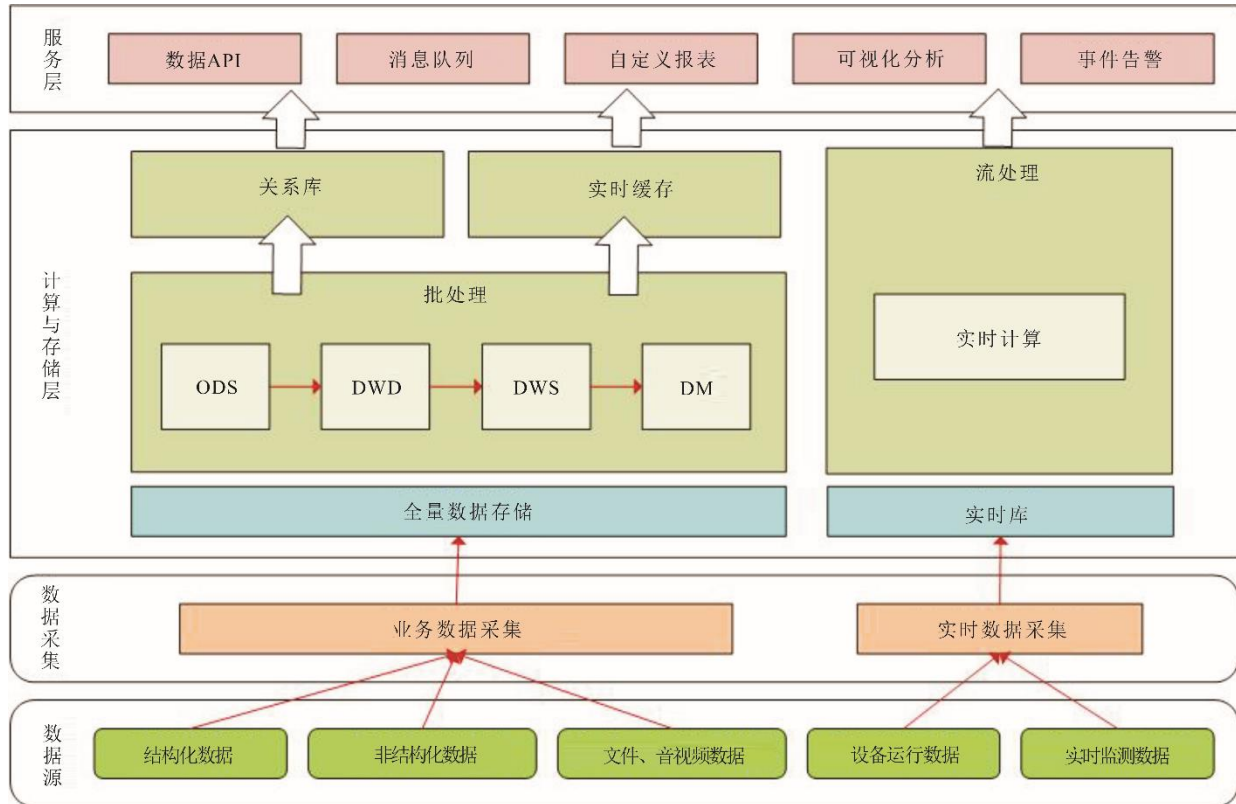 服务层
数据API
消息队列
自定义报表
可视化分析
事件告警
计算与存储层
关系库
实时缓存
流处理
批处理
实时计算
ODS
DWD
DWS
DM
全量数据存储
实时库
数据采集
业务数据采集
实时数据采集
数据源
结构化数据
非结构化数据
文件、音视频数据
设备运行数据
实时监测数据